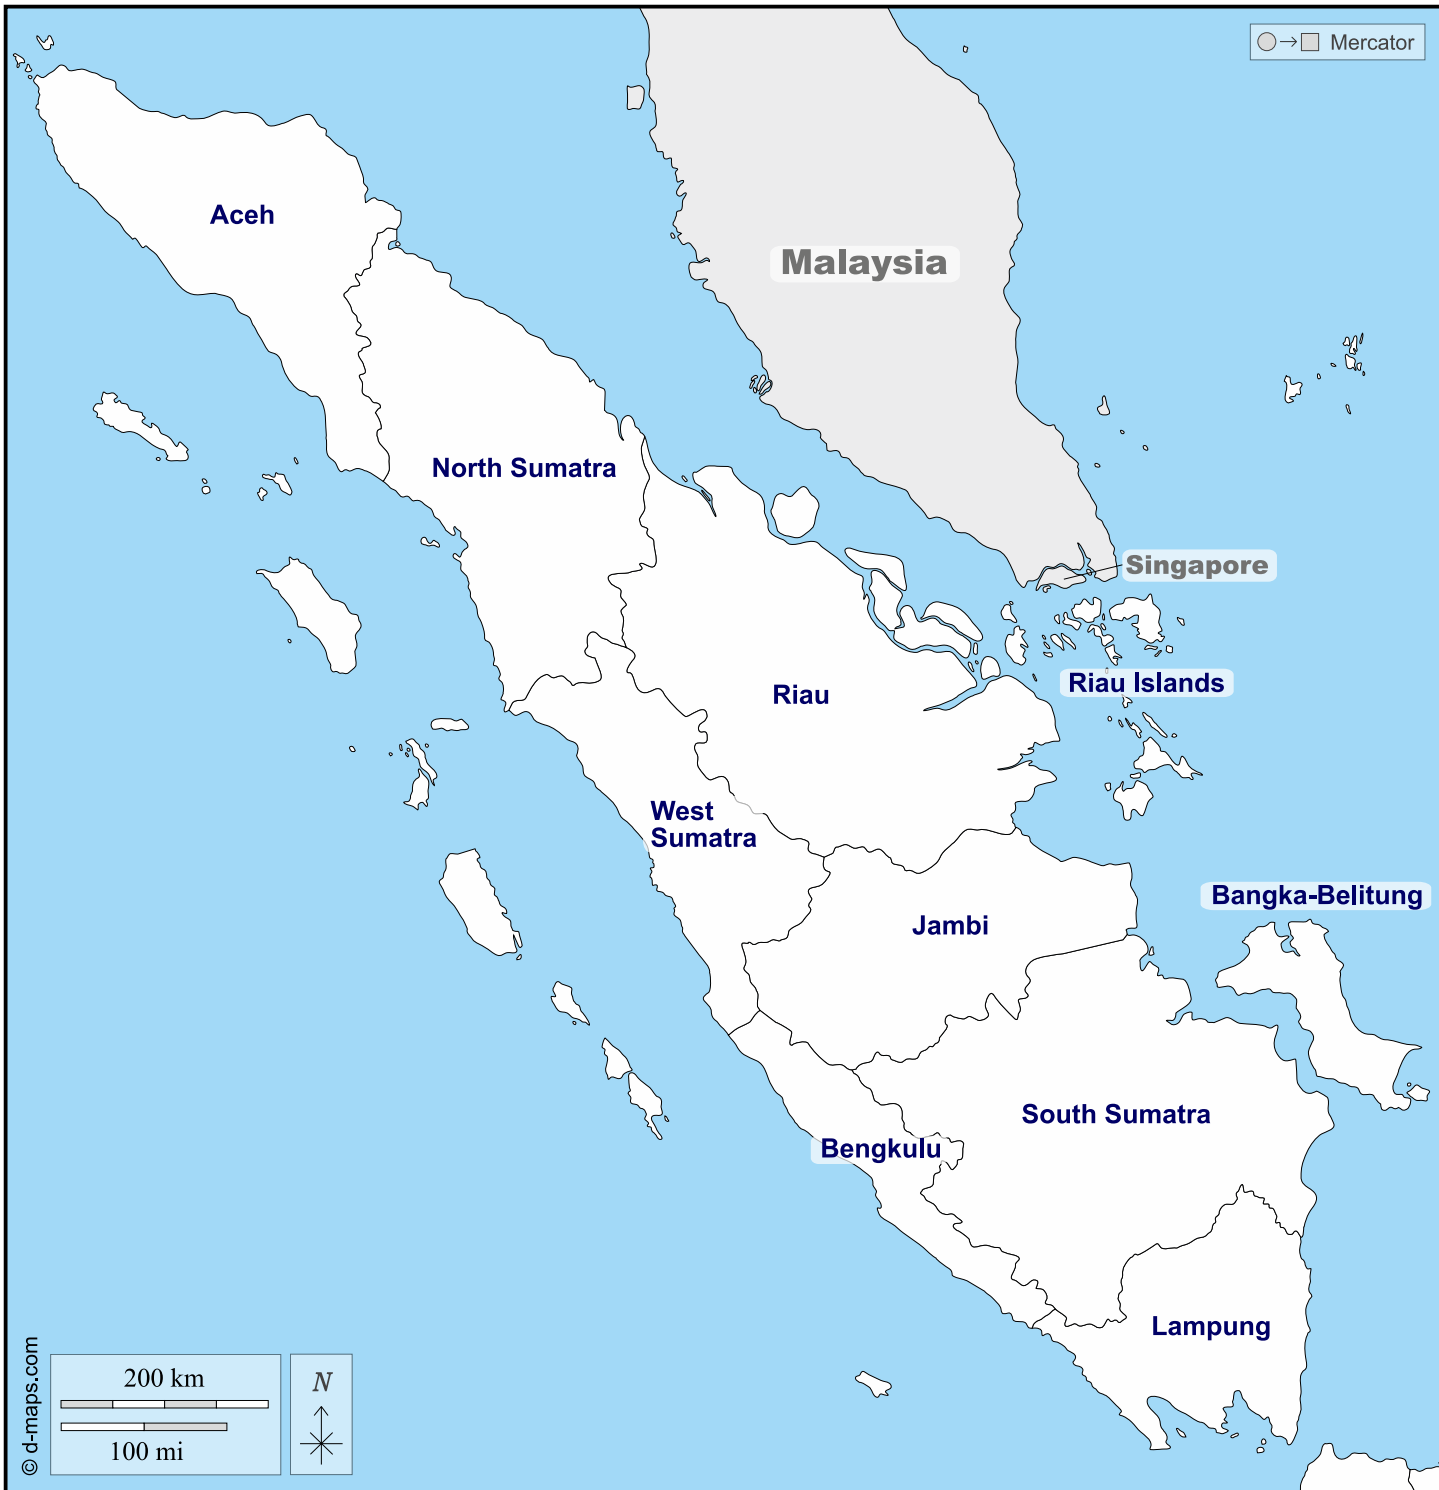 Mercator
Aceh
Malaysia
North Sumatra
Singapore
Riau Islands
Riau
West
Sumatra
Bangka-Belitung
Jambi
South Sumatra
Bengkulu
Lampung
© d-maps.com
200 km
100 mi
N